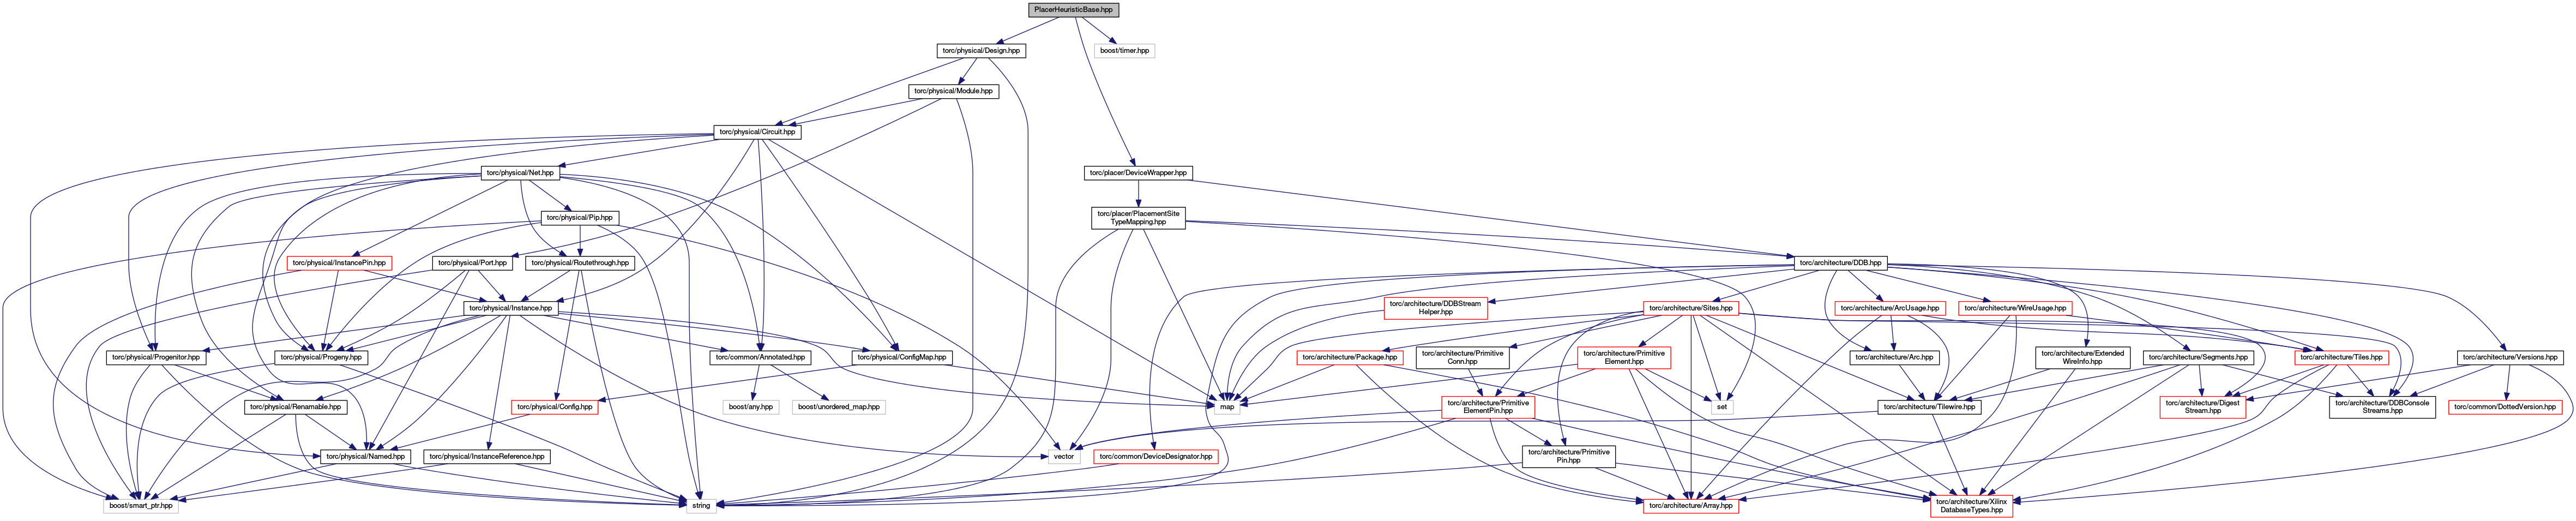 PlacerHeuristicBase.hpp
torc/physical/Design.hpp
boost/timer.hpp
torc/physical/Module.hpp
torc/physical/Circuit.hpp
torc/physical/Net.hpp
torc/placer/DeviceWrapper.hpp
torc/physical/Pip.hpp
torc/placer/PlacementSite
TypeMapping.hpp
torc/physical/InstancePin.hpp
torc/physical/Port.hpp
torc/physical/Routethrough.hpp
torc/architecture/DDB.hpp
torc/physical/Instance.hpp
torc/architecture/DDBStream
Helper.hpp
torc/architecture/Sites.hpp
torc/architecture/ArcUsage.hpp
torc/architecture/WireUsage.hpp
torc/physical/Progenitor.hpp
torc/physical/Progeny.hpp
torc/common/Annotated.hpp
torc/physical/ConfigMap.hpp
torc/architecture/Package.hpp
torc/architecture/Primitive
Conn.hpp
torc/architecture/Primitive
Element.hpp
torc/architecture/Arc.hpp
torc/architecture/Extended
WireInfo.hpp
torc/architecture/Segments.hpp
torc/architecture/Tiles.hpp
torc/architecture/Versions.hpp
torc/physical/Renamable.hpp
torc/physical/Config.hpp
boost/any.hpp
boost/unordered_map.hpp
map
torc/architecture/Primitive
ElementPin.hpp
set
torc/architecture/Tilewire.hpp
torc/architecture/Digest
Stream.hpp
torc/architecture/DDBConsole
Streams.hpp
torc/common/DottedVersion.hpp
torc/physical/Named.hpp
torc/physical/InstanceReference.hpp
vector
torc/common/DeviceDesignator.hpp
torc/architecture/Primitive
Pin.hpp
boost/smart_ptr.hpp
string
torc/architecture/Array.hpp
torc/architecture/Xilinx
DatabaseTypes.hpp